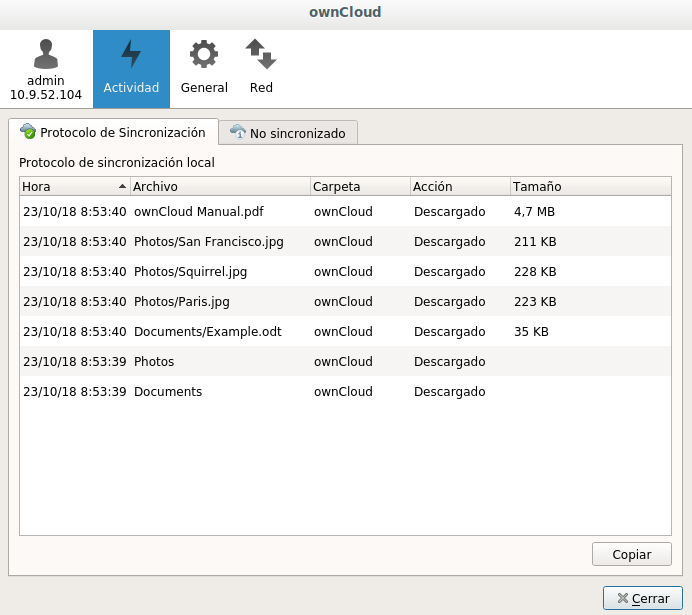 ownCloud
admin
10.9.52.104
Actividad
General
Red
Protocolo de Sincronización
No sincronizado
Protocolo de sincronización local
Hora Archivo Carpeta Acción Tamaño
23/10/18 8:53:40 ownCloud Manual.pdf ownCloud Descargado 4,7 MB
23/10/18 8:53:40 Photos/San Francisco.jpg ownCloud Descargado 211 KB
23/10/18 8:53:40 Photos/Squirrel.jpg ownCloud Descargado 228 KB
23/10/18 8:53:40 Photos/Paris.jpg ownCloud Descargado 223 KB
23/10/18 8:53:40 Documents/Example.odt ownCloud Descargado 35 KB
23/10/18 8:53:39 Photos ownCloud Descargado
23/10/18 8:53:39 Documents ownCloud Descargado
Copiar
Cerrar